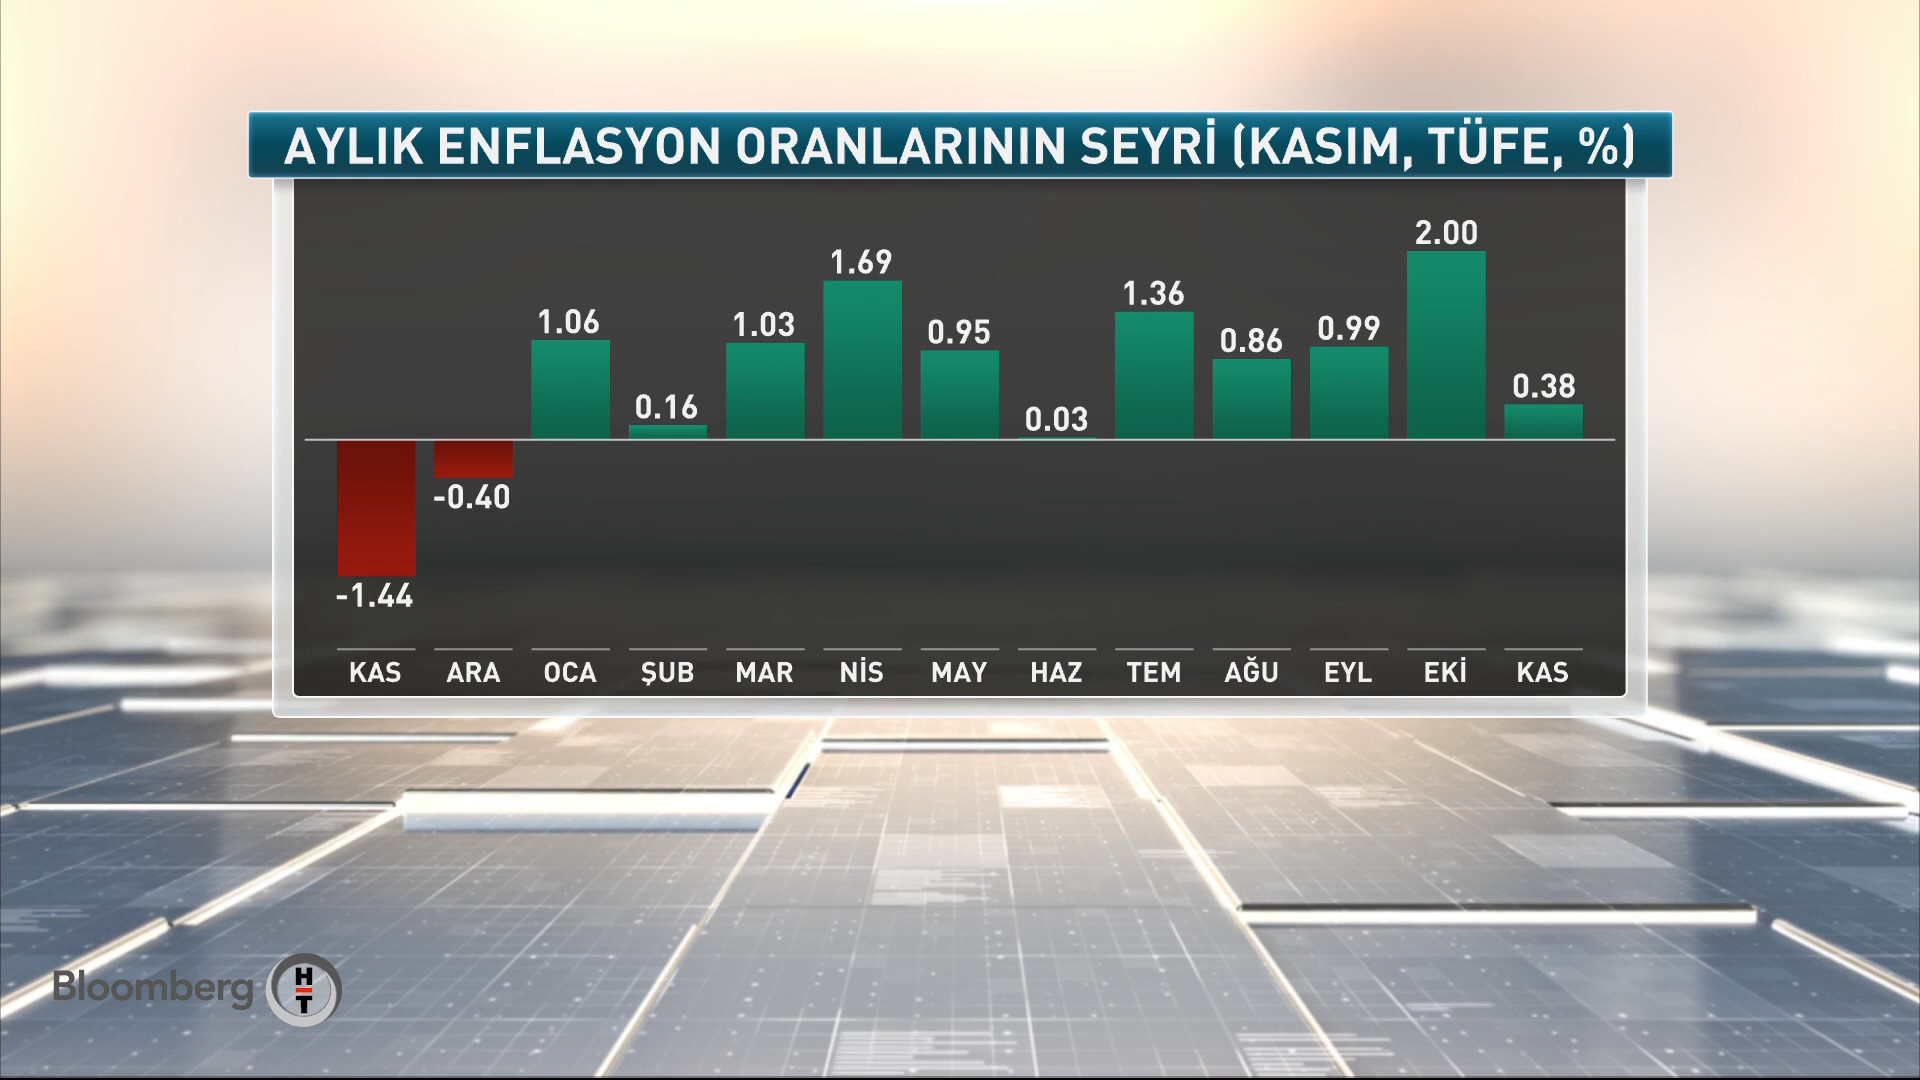 AYLIK ENFLASYON ORANLARININ SEYRİ (KASIM, TÜFE, %)
-1.44 -0.40 1.06 0.16 1.03 1.69 0.95 0.03 1.36 0.86 0.99 2.00 0.38
KAS ARA OCA ŞUB MAR NİS MAY HAZ TEM AĞU EYL EKİ KAS
Bloomberg HT